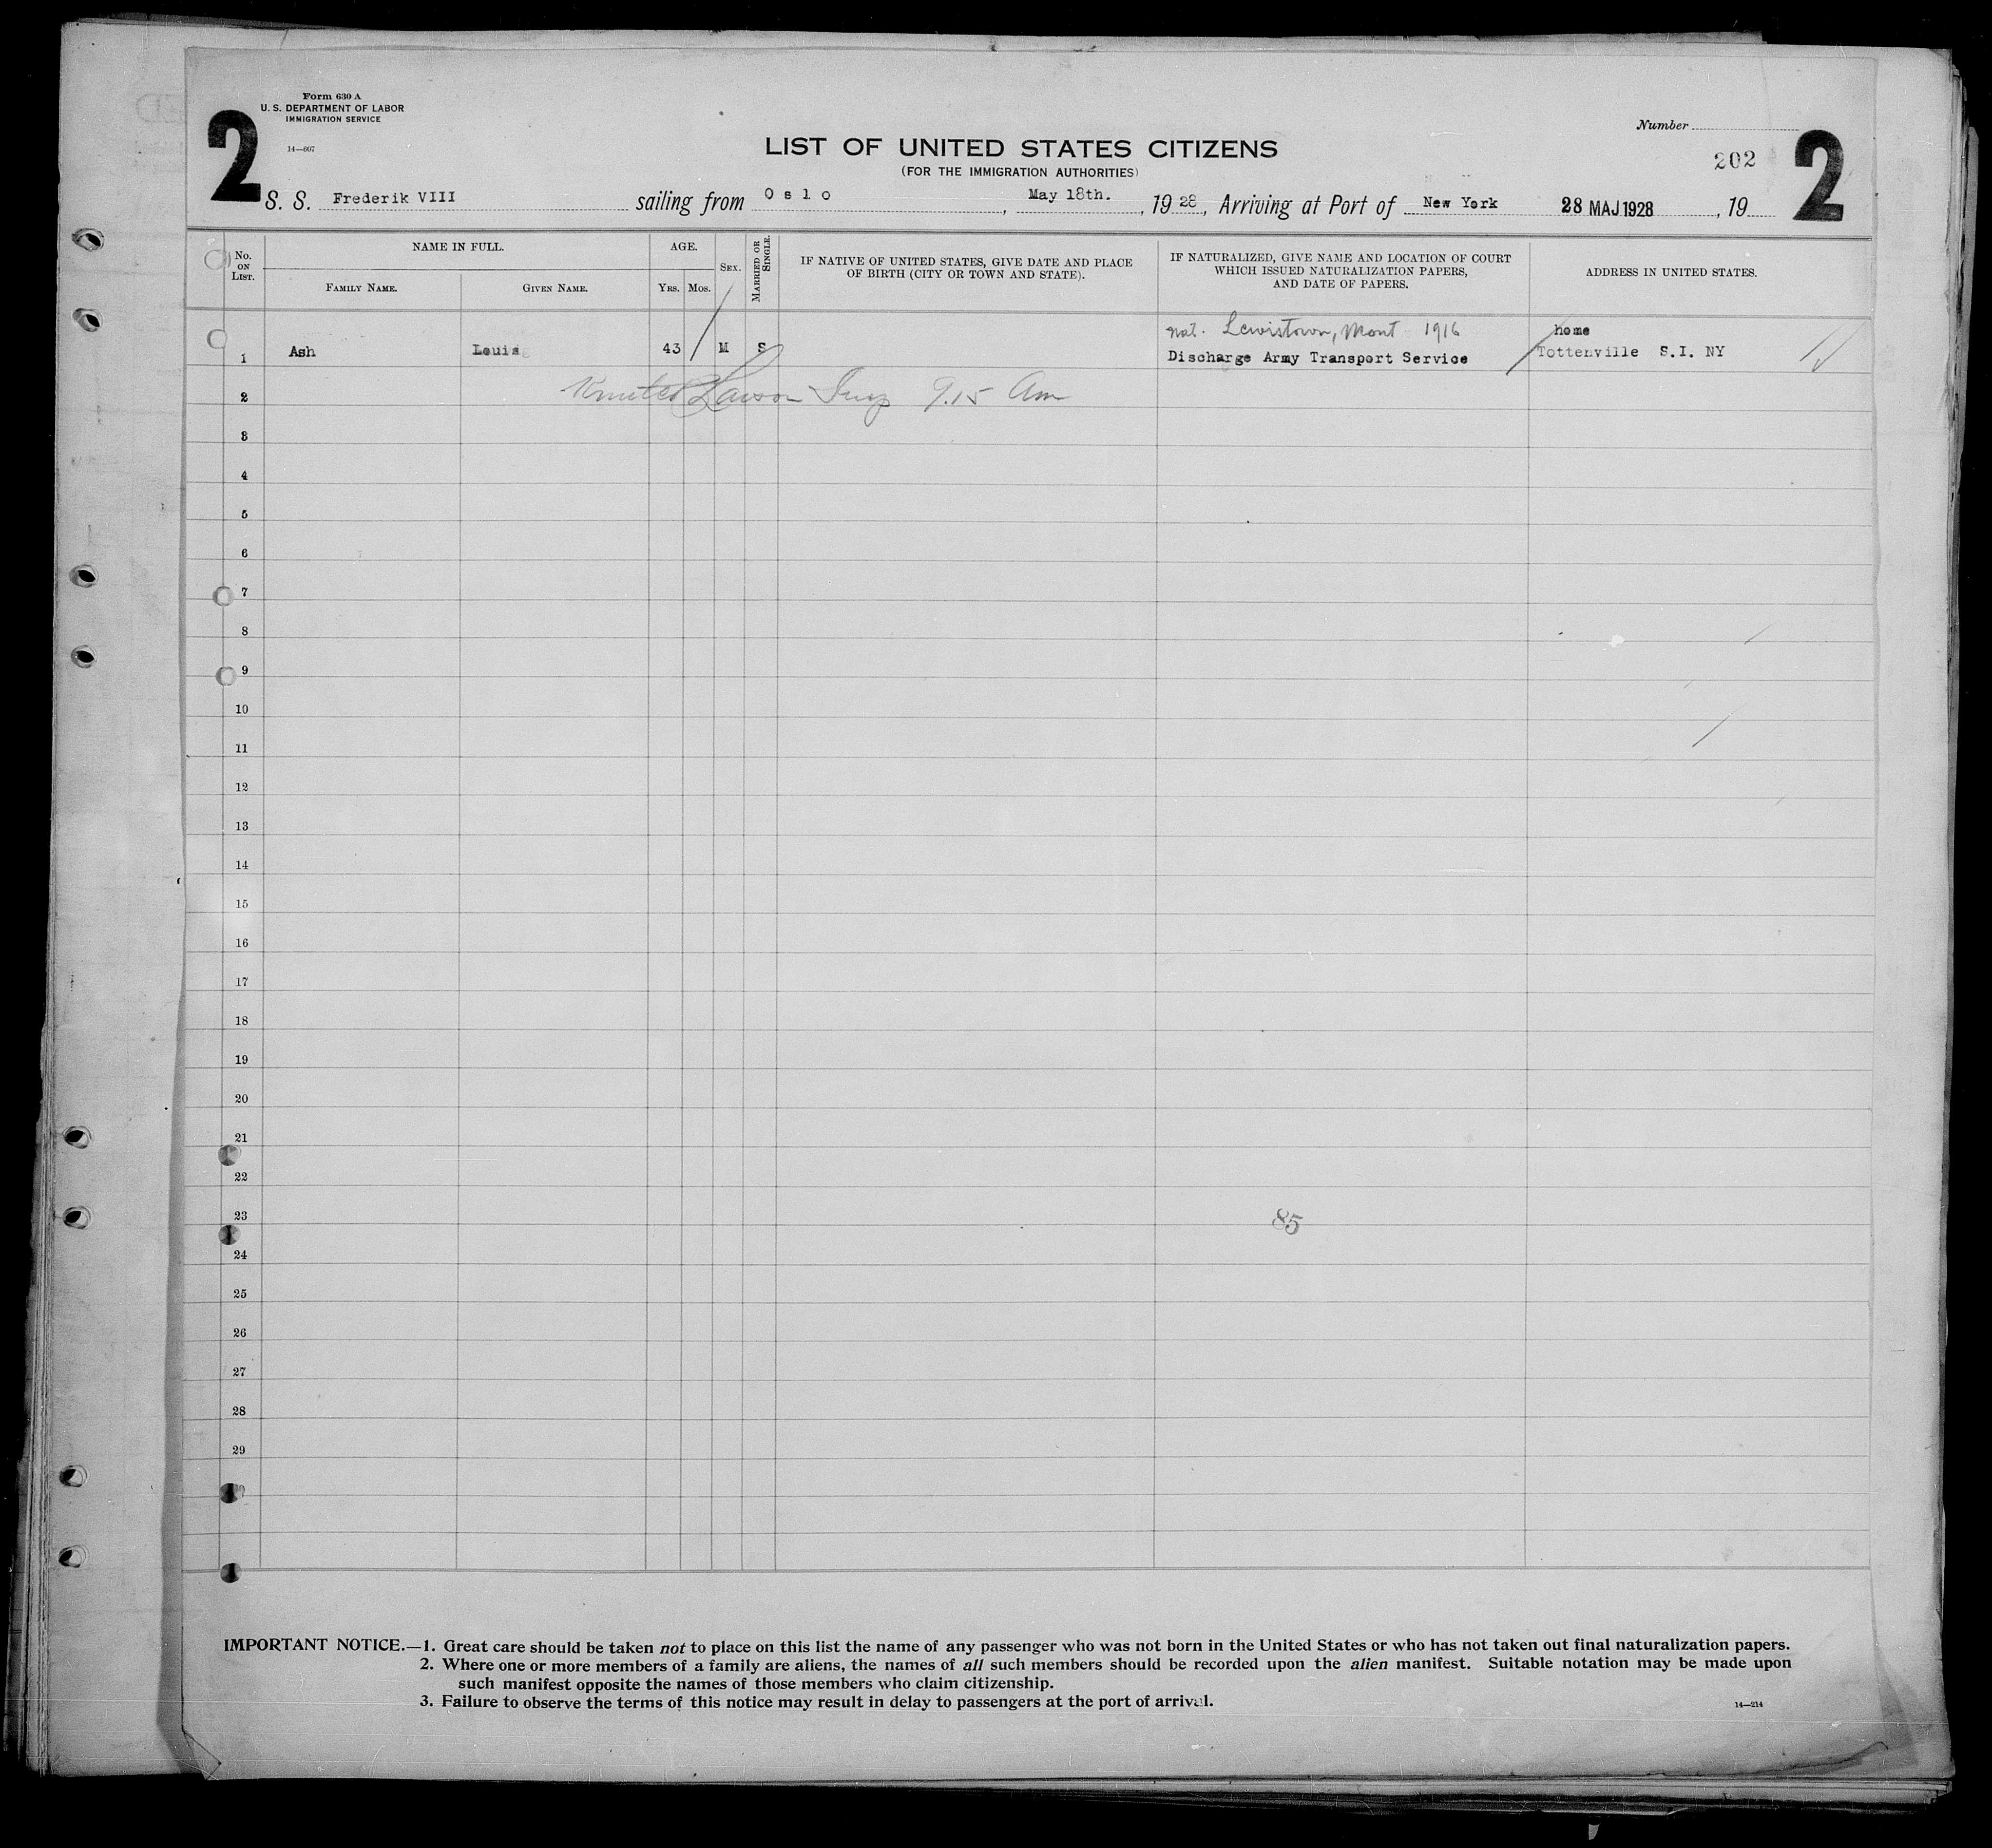 Form 630 A
U. S. DEPARTMENT OF LABOR
IMMIGRATION SERVICE
14—607
2
2
Number
202
LIST OF UNITED STATES CITIZENS
(FOR THE IMMIGRATION AUTHORITIES)
S. S. Frederik VIII sailing from Oslo, May 18th., 19 28, Arriving at Port of New York 28 MAJ 1928, 19
No. ON LIST.
NAME IN FULL.
FAMILY NAME.
GIVEN NAME.
AGE.
YRS.
MOS.
SEX.
MARRIED OR SINGLE.
IF NATIVE OF UNITED STATES, GIVE DATE AND PLACE
OF BIRTH (CITY OR TOWN AND STATE).
IF NATURALIZED, GIVE NAME AND LOCATION OF COURT
WHICH ISSUED NATURALIZATION PAPERS,
AND DATE OF PAPERS.
ADDRESS IN UNITED STATES.
nat. Lewistown, Mont 1916
home
1 Ash Louis 43 M S Discharge Army Transport Service Tottenville S.I. NY
2 Lawson Insp 9.15 Am
3
4
5
6
7
8
9
10
11
12
13
14
15
16
17
18
19
20
21
22
23
85
24
25
26
27
28
29
IMPORTANT NOTICE.—1. Great care should be taken not to place on this list the name of any passenger who was not born in the United States or who has not taken out final naturalization papers.
2. Where one or more members of a family are aliens, the names of all such members should be recorded upon the alien manifest. Suitable notation may be made upon
such manifest opposite the names of those members who claim citizenship.
3. Failure to observe the terms of this notice may result in delay to passengers at the port of arrival.
14—214